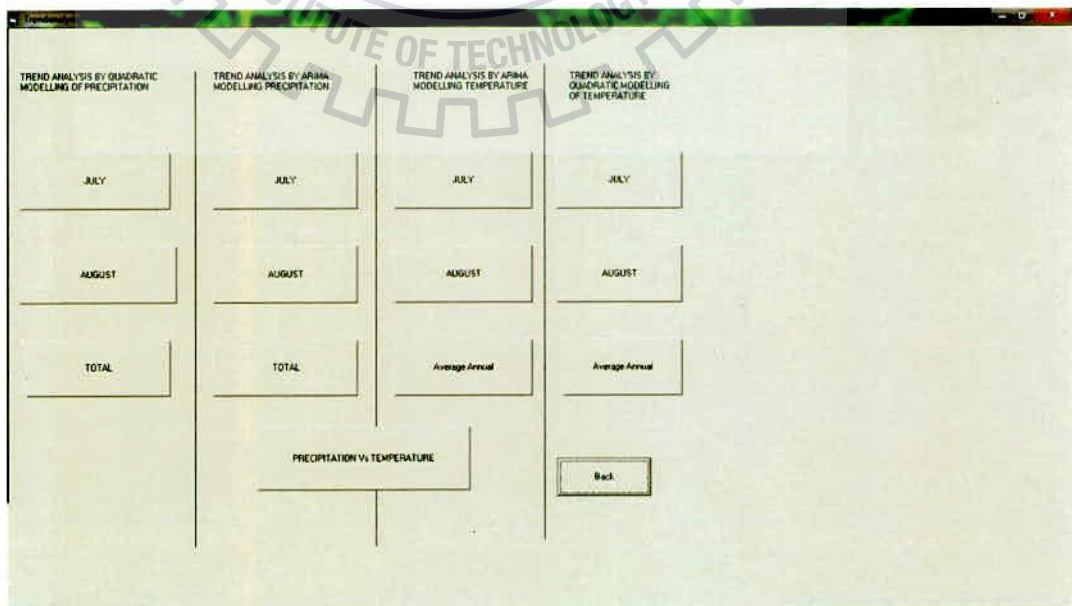 TrendAnalysis
TUTE OF TECHNOLOG
TREND ANALYSIS BY QUADRATIC
MODELLING OF PRECIPITATION
TREND ANALYSIS BY ARIMA
MODELLING PRECIPITATION
TREND ANALYSIS BY ARIMA
MODELLING TEMPERATURE
TREND ANALYSIS BY
QUADRATIC MODELLING
OF TEMPERATURE
JULY
JULY
JULY
JULY
AUGUST
AUGUST
AUGUST
AUGUST
TOTAL
TOTAL
Average Annual
Average Annual
PRECIPITATION Vs TEMPERATURE
Back